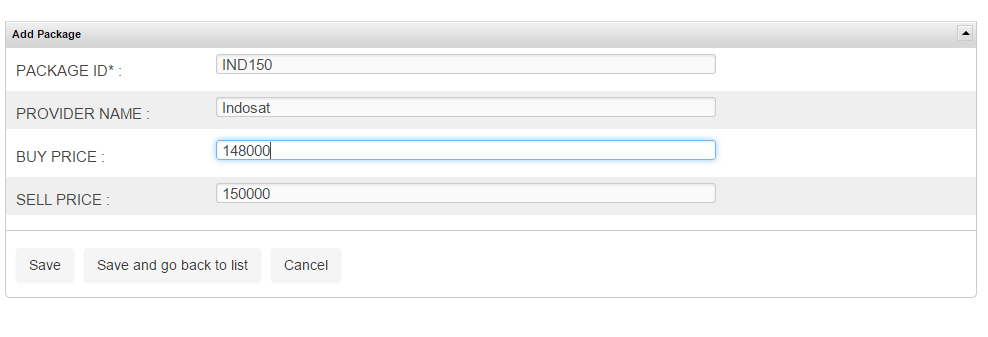 Add Package
PACKAGE ID* : IND150
PROVIDER NAME : Indosat
BUY PRICE : 148000
SELL PRICE : 150000
Save Save and go back to list Cancel